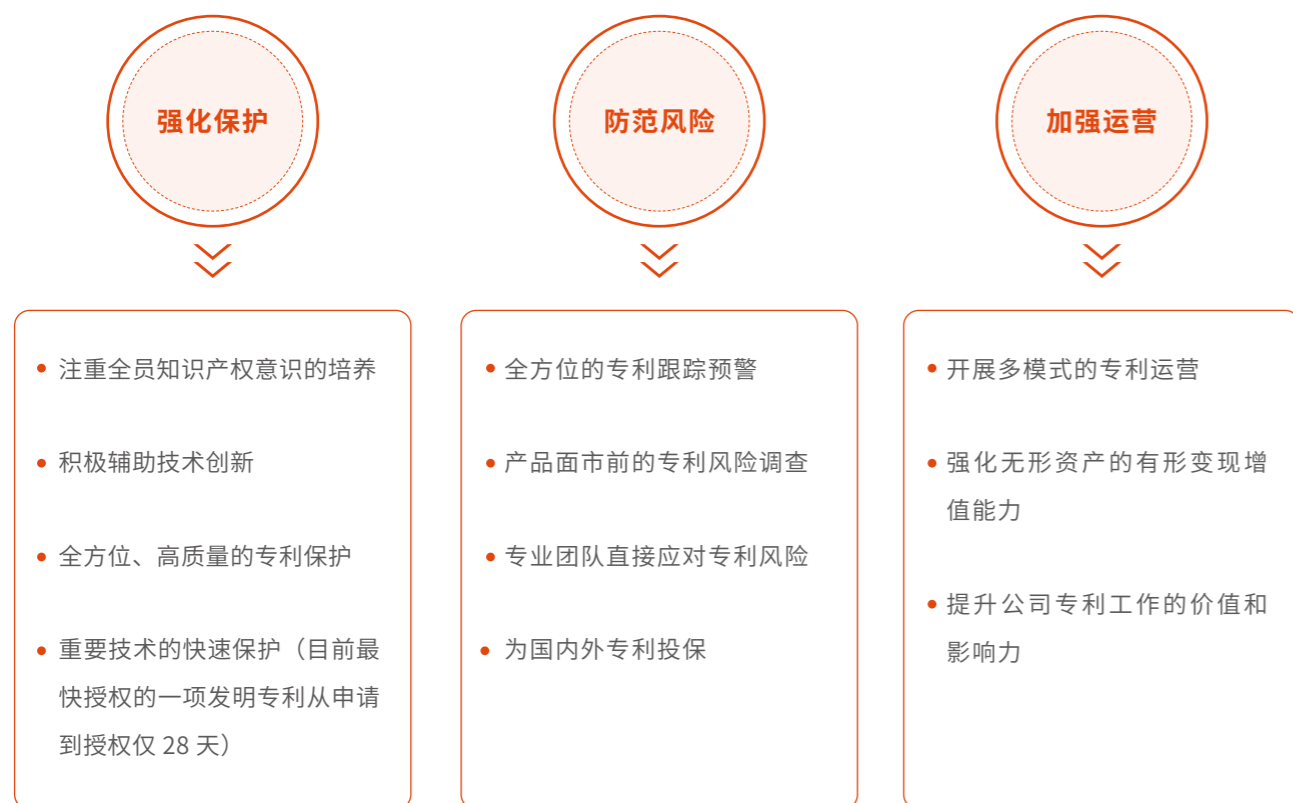 强化保护
注重全员知识产权意识的培养
积极辅助技术创新
全方位、高质量的专利保护
重要技术的快速保护（目前最
快授权的一项发明专利从申请
到授权仅 28 天）
防范风险
全方位的专利跟踪预警
产品面市前的专利风险调查
专业团队直接应对专利风险
为国内外专利投保
加强运营
开展多模式的专利运营
强化无形资产的有形变现增
值能力
提升公司专利工作的价值和
影响力